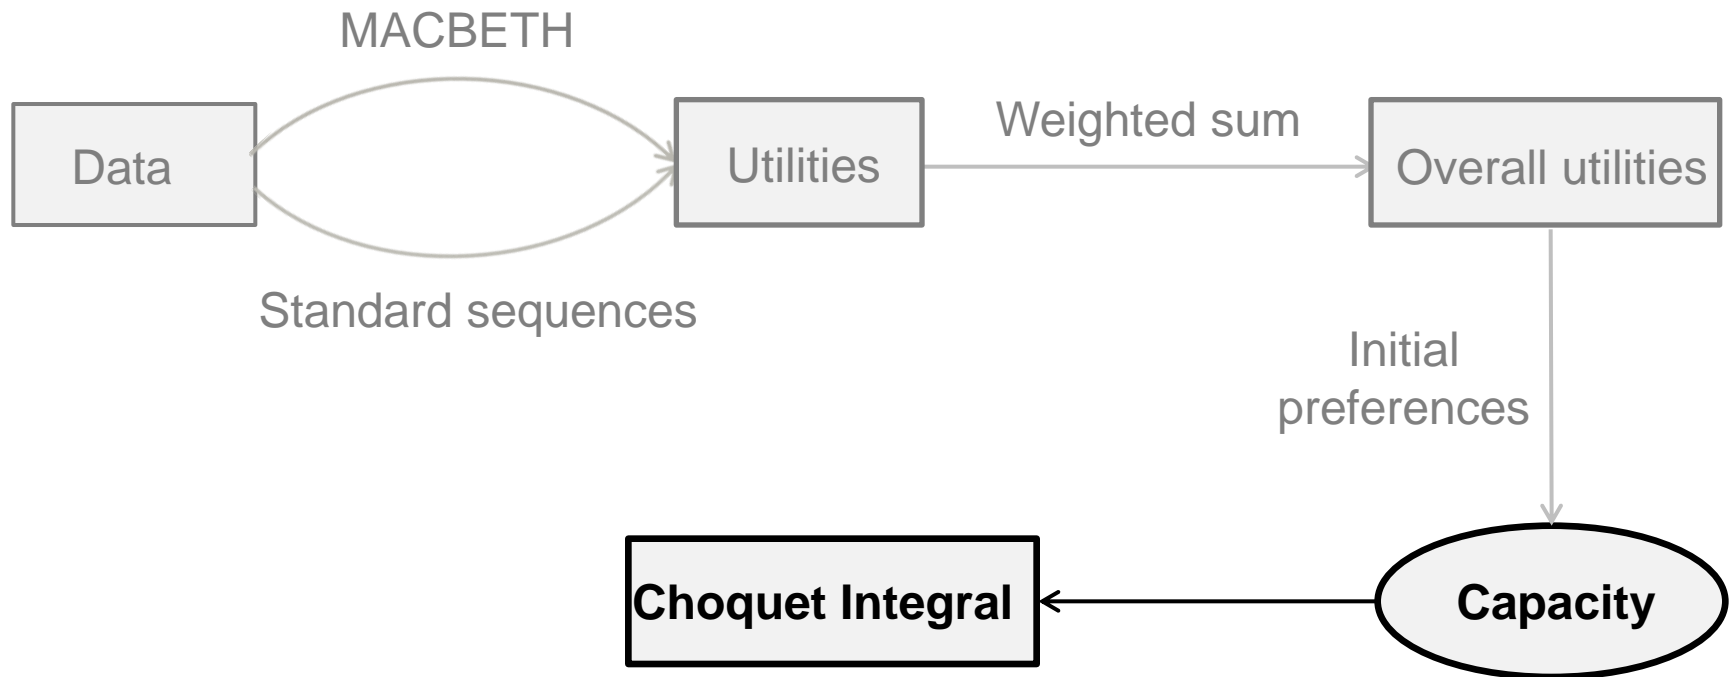 MACBETH
Data
Utilities
Weighted sum
Overall utilities
Standard sequences
Initial
preferences
Choquet Integral
Capacity